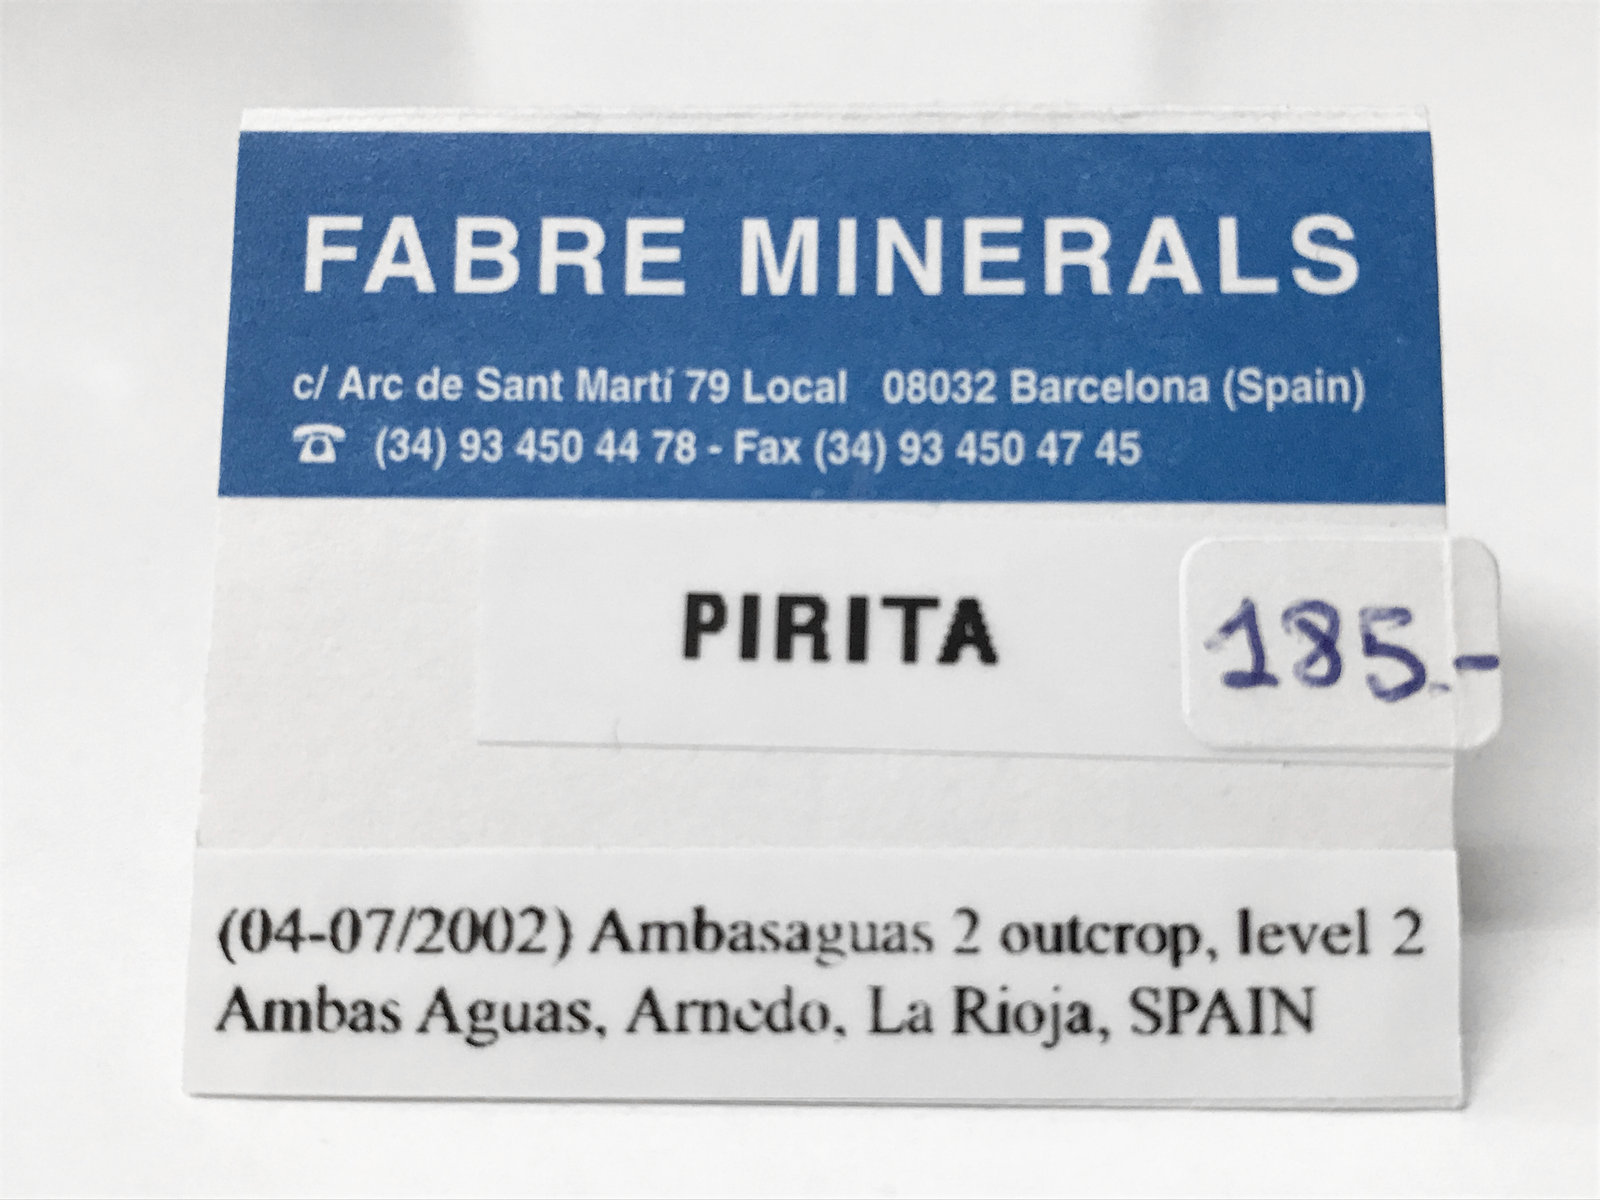 FABRE MINERALS
c/ Arc de Sant Martí 79 Local 08032 Barcelona (Spain)
☎ (34) 93 450 44 78 - Fax (34) 93 450 47 45
PIRITA
185.-
(04-07/2002) Ambasaguas 2 outcrop, level 2
Ambas Aguas, Arnedo, La Rioja, SPAIN